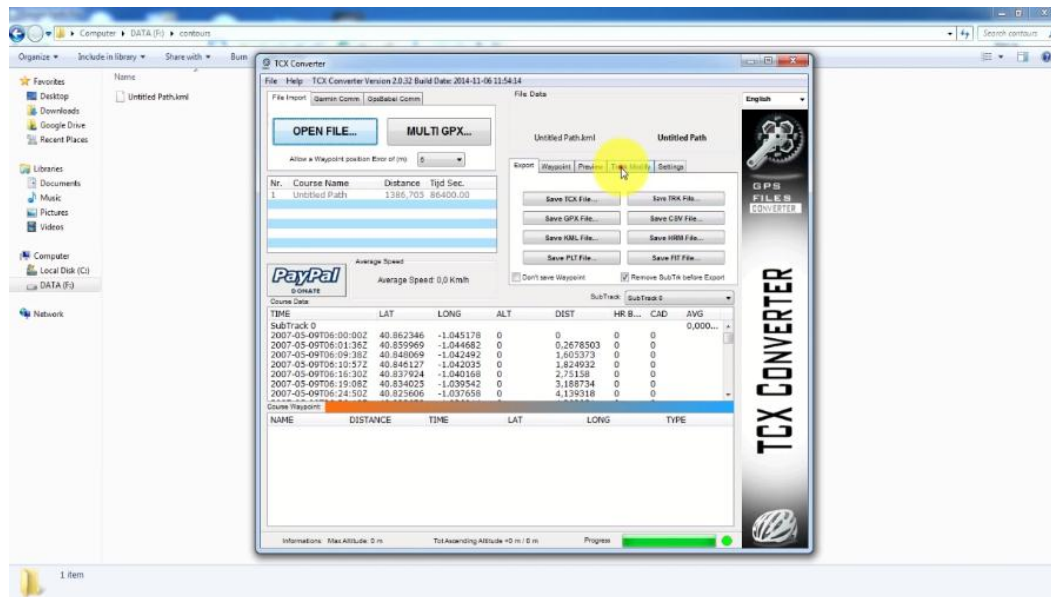 Computer ▸ DATA (F:) ▸ contours
Search contours
Organize
Include in library
Share with
Burn
Favorites
Desktop
Downloads
Google Drive
Recent Places
Libraries
Documents
Music
Pictures
Videos
Computer
Local Disk (C:)
DATA (F:)
Network
Name
Untitled Path.kml
1 item
TCX Converter
File Help TCX Converter Version 2.0.32 Build Date: 2014-11-06 11:54:14
File Import Garmin Comm GpsBabel Comm
OPEN FILE... MULTI GPX...
Allow a Waypoint position Error of (m) 5
File Data
Untitled Path.kml Untitled Path
English
Export Waypoint Preview Track Modify Settings
Nr. Course Name Distance Tijd Sec.
1 Untitled Path 1386,705 86400.00
Save TCX File... Save TRK File...
Save GPX File... Save CSV File...
Save KML File... Save HRM File...
Save PLT File... Save FIT File...
Don't save Waypoint Remove SubTrk before Export
PayPal
DONATE
Average Speed
Average Speed: 0,0 Km/h
SubTrack SubTrack 0
Course Data:
TIME LAT LONG ALT DIST HR B... CAD AVG
SubTrack 0 0,000...
2007-05-09T06:00:00Z 40.862346 -1.045178 0 0 0 0
2007-05-09T06:01:36Z 40.859969 -1.044682 0 0,2678503 0 0
2007-05-09T06:09:38Z 40.848069 -1.042492 0 1,605373 0 0
2007-05-09T06:10:57Z 40.846127 -1.042035 0 1,824932 0 0
2007-05-09T06:16:30Z 40.837924 -1.040168 0 2,75158 0 0
2007-05-09T06:19:08Z 40.834025 -1.039542 0 3,188734 0 0
2007-05-09T06:24:50Z 40.825606 -1.037658 0 4,139318 0 0
Course Waypoint:
NAME DISTANCE TIME LAT LONG TYPE
Informations Max Altitude: 0 m Tot Ascending Altitude +0 m / 0 m Progress
GPS
FILES
CONVERTER
TCX CONVERTER